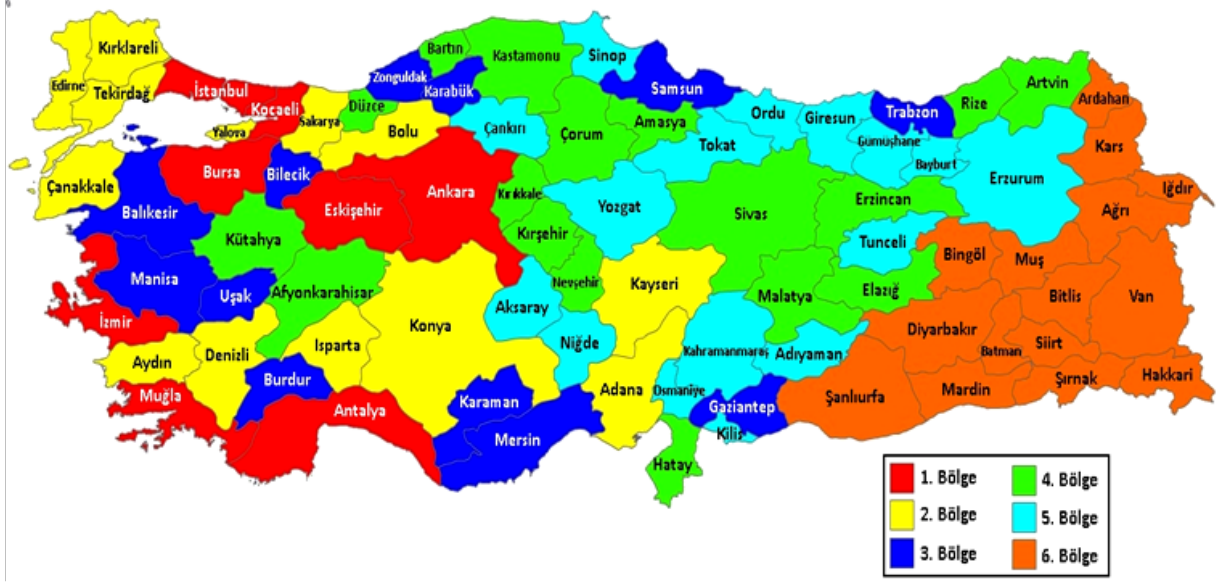 Kırklareli
Edirne
Tekirdağ
İstanbul
Kocaeli
Yalova
Sakarya
Düzce
Bolu
Zonguldak
Bartın
Karabük
Kastamonu
Sinop
Samsun
Çankırı
Çorum
Amasya
Tokat
Ordu
Giresun
Trabzon
Gümüşhane
Bayburt
Rize
Artvin
Ardahan
Kars
Iğdır
Ağrı
Erzurum
Erzincan
Tunceli
Bingöl
Muş
Bitlis
Van
Hakkari
Şırnak
Siirt
Batman
Mardin
Diyarbakır
Şanlıurfa
Elazığ
Malatya
Adıyaman
Sivas
Yozgat
Kırıkkale
Kırşehir
Nevşehir
Kayseri
Aksaray
Niğde
Ankara
Eskişehir
Bilecik
Bursa
Çanakkale
Balıkesir
Kütahya
Manisa
Uşak
Afyonkarahisar
İzmir
Aydın
Denizli
Isparta
Burdur
Muğla
Antalya
Konya
Karaman
Mersin
Adana
Kahramanmaraş
Osmaniye
Gaziantep
Kilis
Hatay
1. Bölge
2. Bölge
3. Bölge
4. Bölge
5. Bölge
6. Bölge